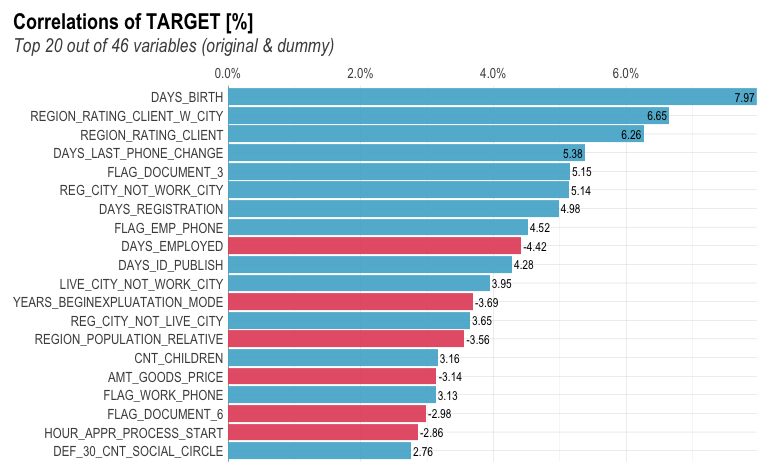 Correlations of TARGET [%]
Top 20 out of 46 variables (original & dummy)
0.0% 2.0% 4.0% 6.0%
DAYS_BIRTH 7.97
REGION_RATING_CLIENT_W_CITY 6.65
REGION_RATING_CLIENT 6.26
DAYS_LAST_PHONE_CHANGE 5.38
FLAG_DOCUMENT_3 5.15
REG_CITY_NOT_WORK_CITY 5.14
DAYS_REGISTRATION 4.98
FLAG_EMP_PHONE 4.52
DAYS_EMPLOYED -4.42
DAYS_ID_PUBLISH 4.28
LIVE_CITY_NOT_WORK_CITY 3.95
YEARS_BEGINEXPLUATATION_MODE -3.69
REG_CITY_NOT_LIVE_CITY 3.65
REGION_POPULATION_RELATIVE -3.56
CNT_CHILDREN 3.16
AMT_GOODS_PRICE -3.14
FLAG_WORK_PHONE 3.13
FLAG_DOCUMENT_6 -2.98
HOUR_APPR_PROCESS_START -2.86
DEF_30_CNT_SOCIAL_CIRCLE 2.76